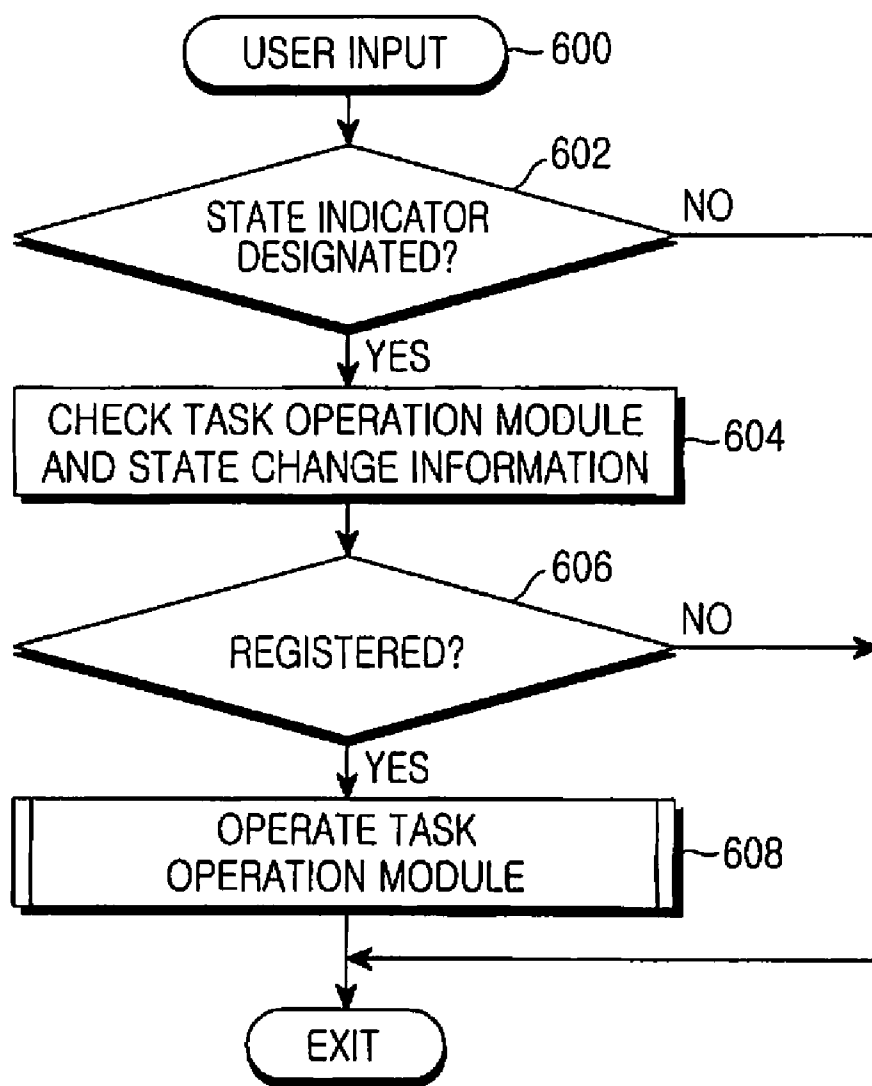 USER INPUT
600
602
STATE INDICATOR
DESIGNATED?
NO
YES
CHECK TASK OPERATION MODULE
AND STATE CHANGE INFORMATION
604
606
REGISTERED?
NO
YES
OPERATE TASK
OPERATION MODULE
608
EXIT